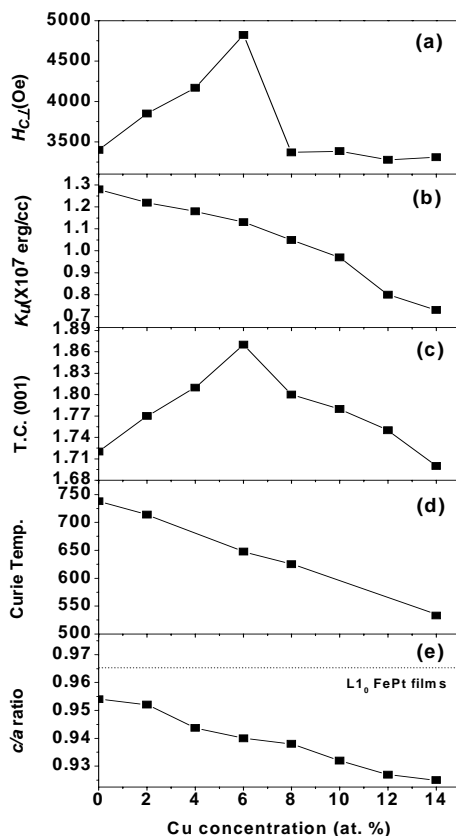 (a)
5000
4500
4000
3500
H_C⊥(Oe)
(b)
1.3
1.2
1.1
1.0
0.9
0.8
0.7
K_u(X10^7 erg/cc)
(c)
1.89
1.86
1.83
1.80
1.77
1.74
1.71
1.68
T.C. (001)
(d)
750
700
650
600
550
500
Curie Temp.
(e)
0.97
0.96
0.95
0.94
0.93
c/a ratio
L1₀ FePt films
0 2 4 6 8 10 12 14
Cu concentration (at. %)